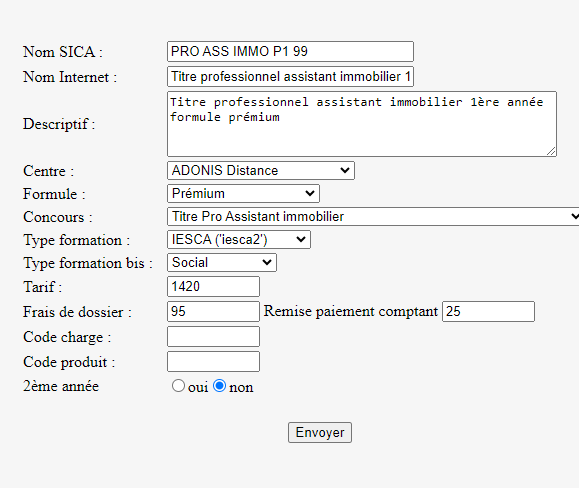 Nom SICA : PRO ASS IMMO P1 99
Nom Internet : Titre professionnel assistant immobilier 1
Descriptif : Titre professionnel assistant immobilier 1ère année
formule prémium
Centre : ADONIS Distance
Formule : Prémium
Concours : Titre Pro Assistant immobilier
Type formation : IESCA ('iesca2')
Type formation bis : Social
Tarif : 1420
Frais de dossier : 95 Remise paiement comptant 25
Code charge :
Code produit :
2ème année oui non
Envoyer